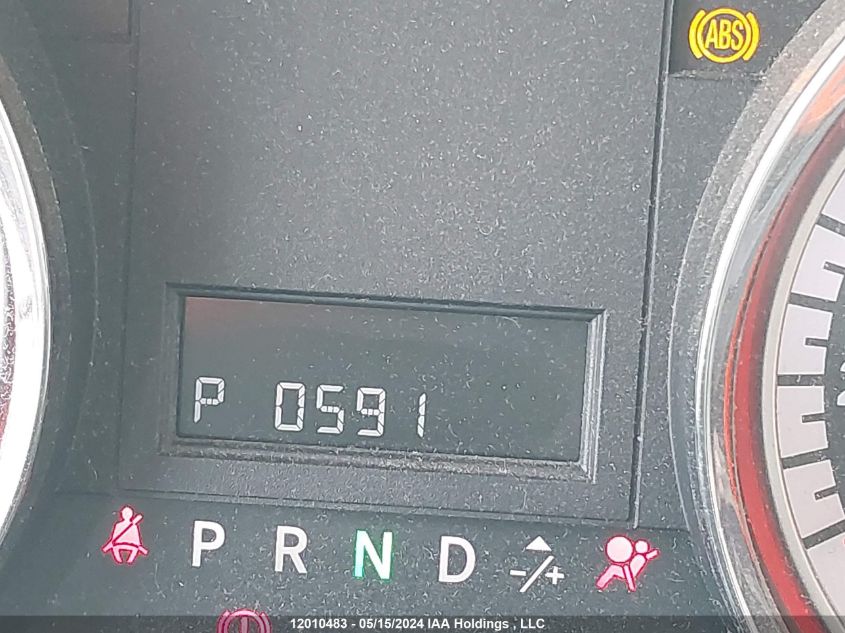 ABS
P 0591
P R N D -/+
12010483 - 05/15/2024 IAA Holdings , LLC